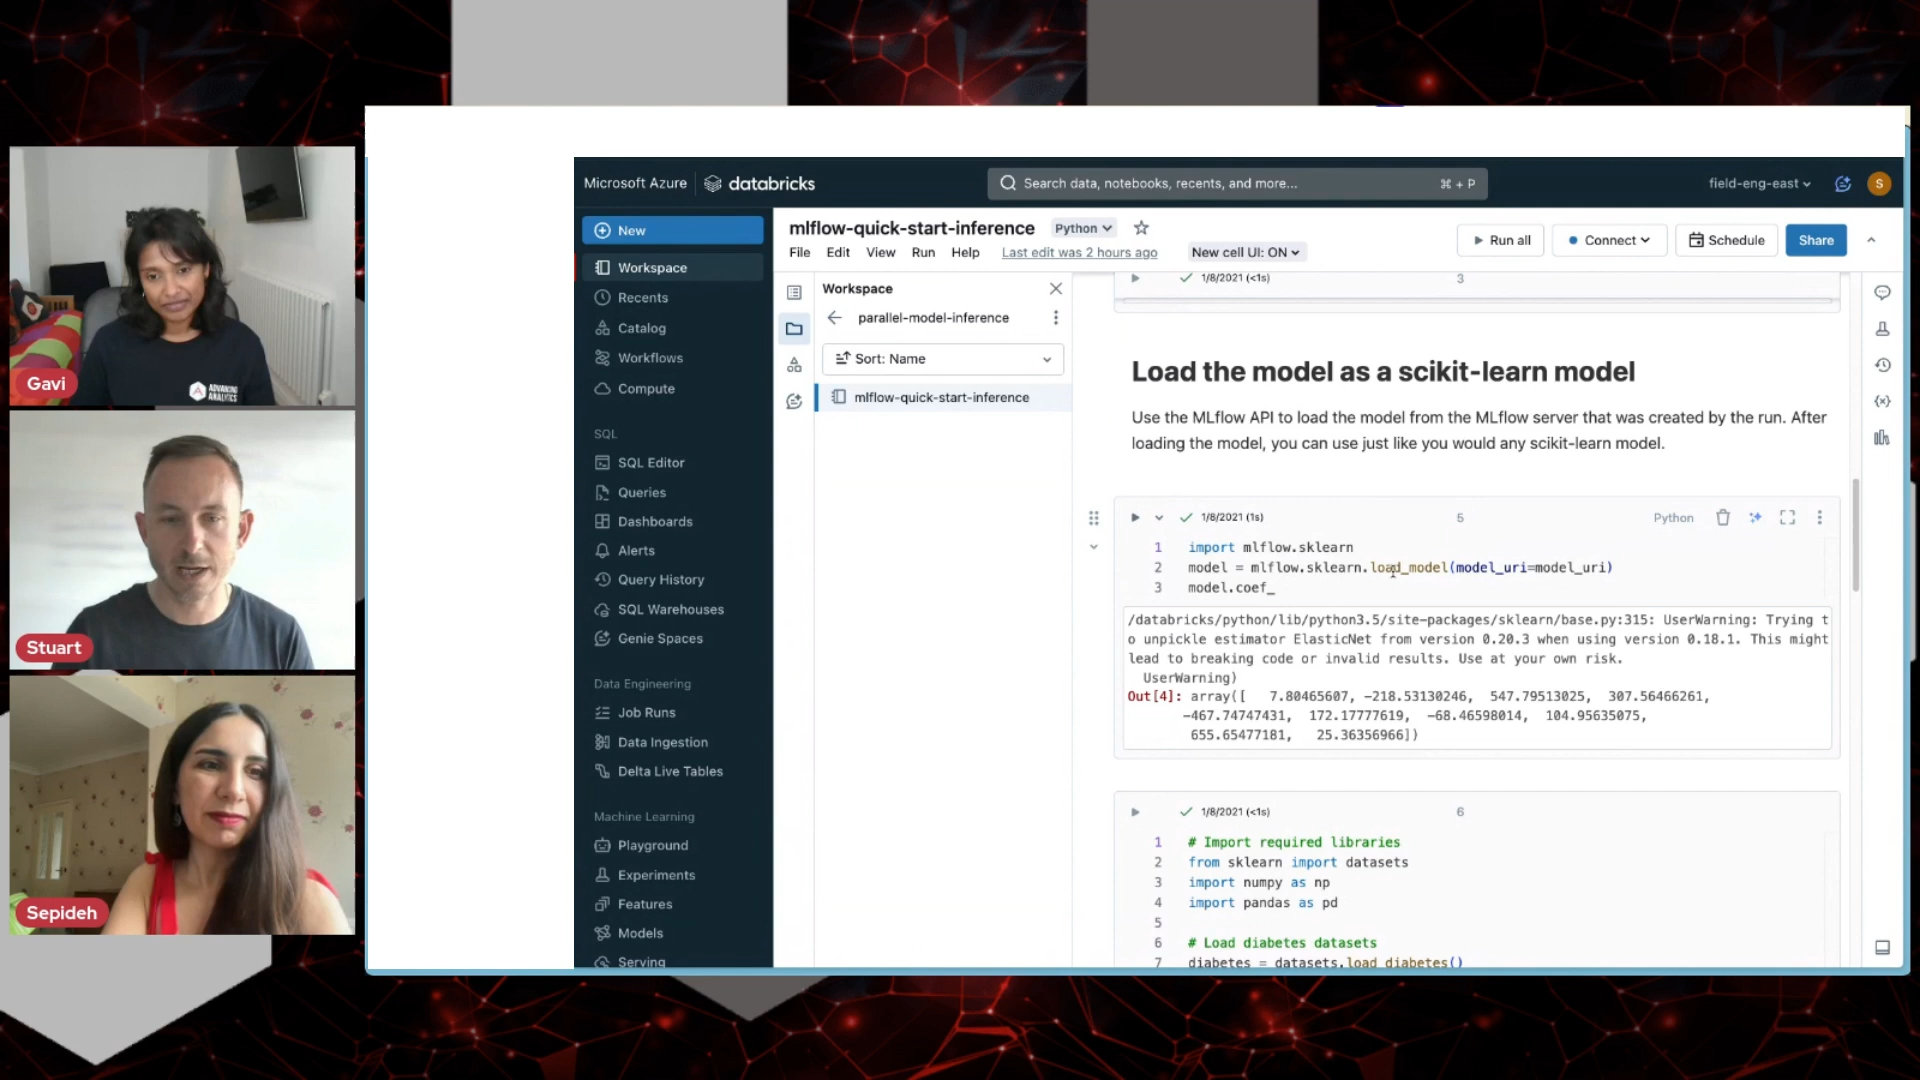 Gavi
ADVANCING
ANALYTICS
Stuart
Sepideh
Microsoft Azure
databricks
Search data, notebooks, recents, and more...
⌘ + P
field-eng-east
S
New
Workspace
Recents
Catalog
Workflows
Compute
SQL
SQL Editor
Queries
Dashboards
Alerts
Query History
SQL Warehouses
Genie Spaces
Data Engineering
Job Runs
Data Ingestion
Delta Live Tables
Machine Learning
Playground
Experiments
Features
Models
Serving
mlflow-quick-start-inference
Python
File Edit View Run Help Last edit was 2 hours ago New cell UI: ON
Run all
Connect
Schedule
Share
Workspace
parallel-model-inference
Sort: Name
mlflow-quick-start-inference
1/8/2021 (<1s)
3
Load the model as a scikit-learn model
Use the MLflow API to load the model from the MLflow server that was created by the run. After
loading the model, you can use just like you would any scikit-learn model.
1/8/2021 (1s)
5
Python
1 import mlflow.sklearn
2 model = mlflow.sklearn.load_model(model_uri=model_uri)
3 model.coef_
/databricks/python/lib/python3.5/site-packages/sklearn/base.py:315: UserWarning: Trying t
o unpickle estimator ElasticNet from version 0.20.3 when using version 0.18.1. This might
lead to breaking code or invalid results. Use at your own risk.
UserWarning)
Out[4]: array([ 7.80465607, -218.53130246, 547.79513025, 307.56466261,
-467.74747431, 172.17777619, -68.46598014, 104.95635075,
655.65477181, 25.36356966])
1/8/2021 (<1s)
6
1 # Import required libraries
2 from sklearn import datasets
3 import numpy as np
4 import pandas as pd
5
6 # Load diabetes datasets
7 diabetes = datasets.load_diabetes()